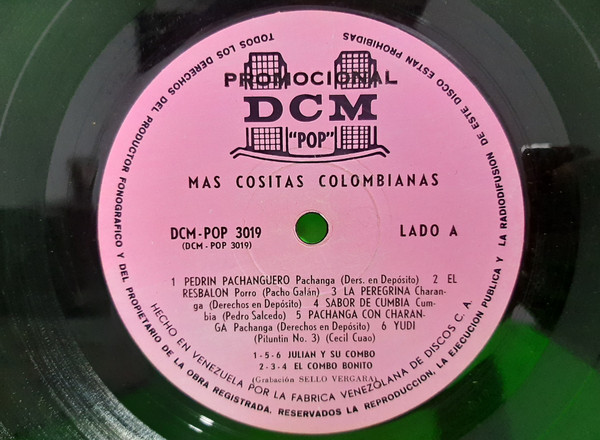 PROMOCIONAL
DCM
"POP"
MAS COSITAS COLOMBIANAS
DCM-POP 3019
(DCM - POP 3019)
LADO A
1 PEDRIN PACHANGUERO Pachanga (Ders. en Depósito) 2 EL
RESBALON Porro (Pacho Galán) 3 LA PEREGRINA Charan-
ga (Derechos en Depósito) 4 SABOR DE CUMBIA Cum-
bia (Pedro Salcedo) 5 PACHANGA CON CHARAN-
GA Pachanga (Derechos en Depósito) 6 YUDI
(Piluntin No. 3) (Cecil Cuao)
1 - 5 - 6 JULIAN Y SU COMBO
2 - 3 - 4 EL COMBO BONITO
(Grabación SELLO VERGARA)
HECHO EN VENEZUELA POR LA FABRICA VENEZOLANA DE DISCOS C. A.
TODOS LOS DERECHOS DEL PRODUCTOR FONOGRAFICO Y DEL PROPIETARIO DE LA OBRA REGISTRADA. RESERVADOS LA REPRODUCCION, LA EJECUCION PUBLICA Y LA RADIODIFUSION DE ESTE DISCO ESTAN PROHIBIDAS